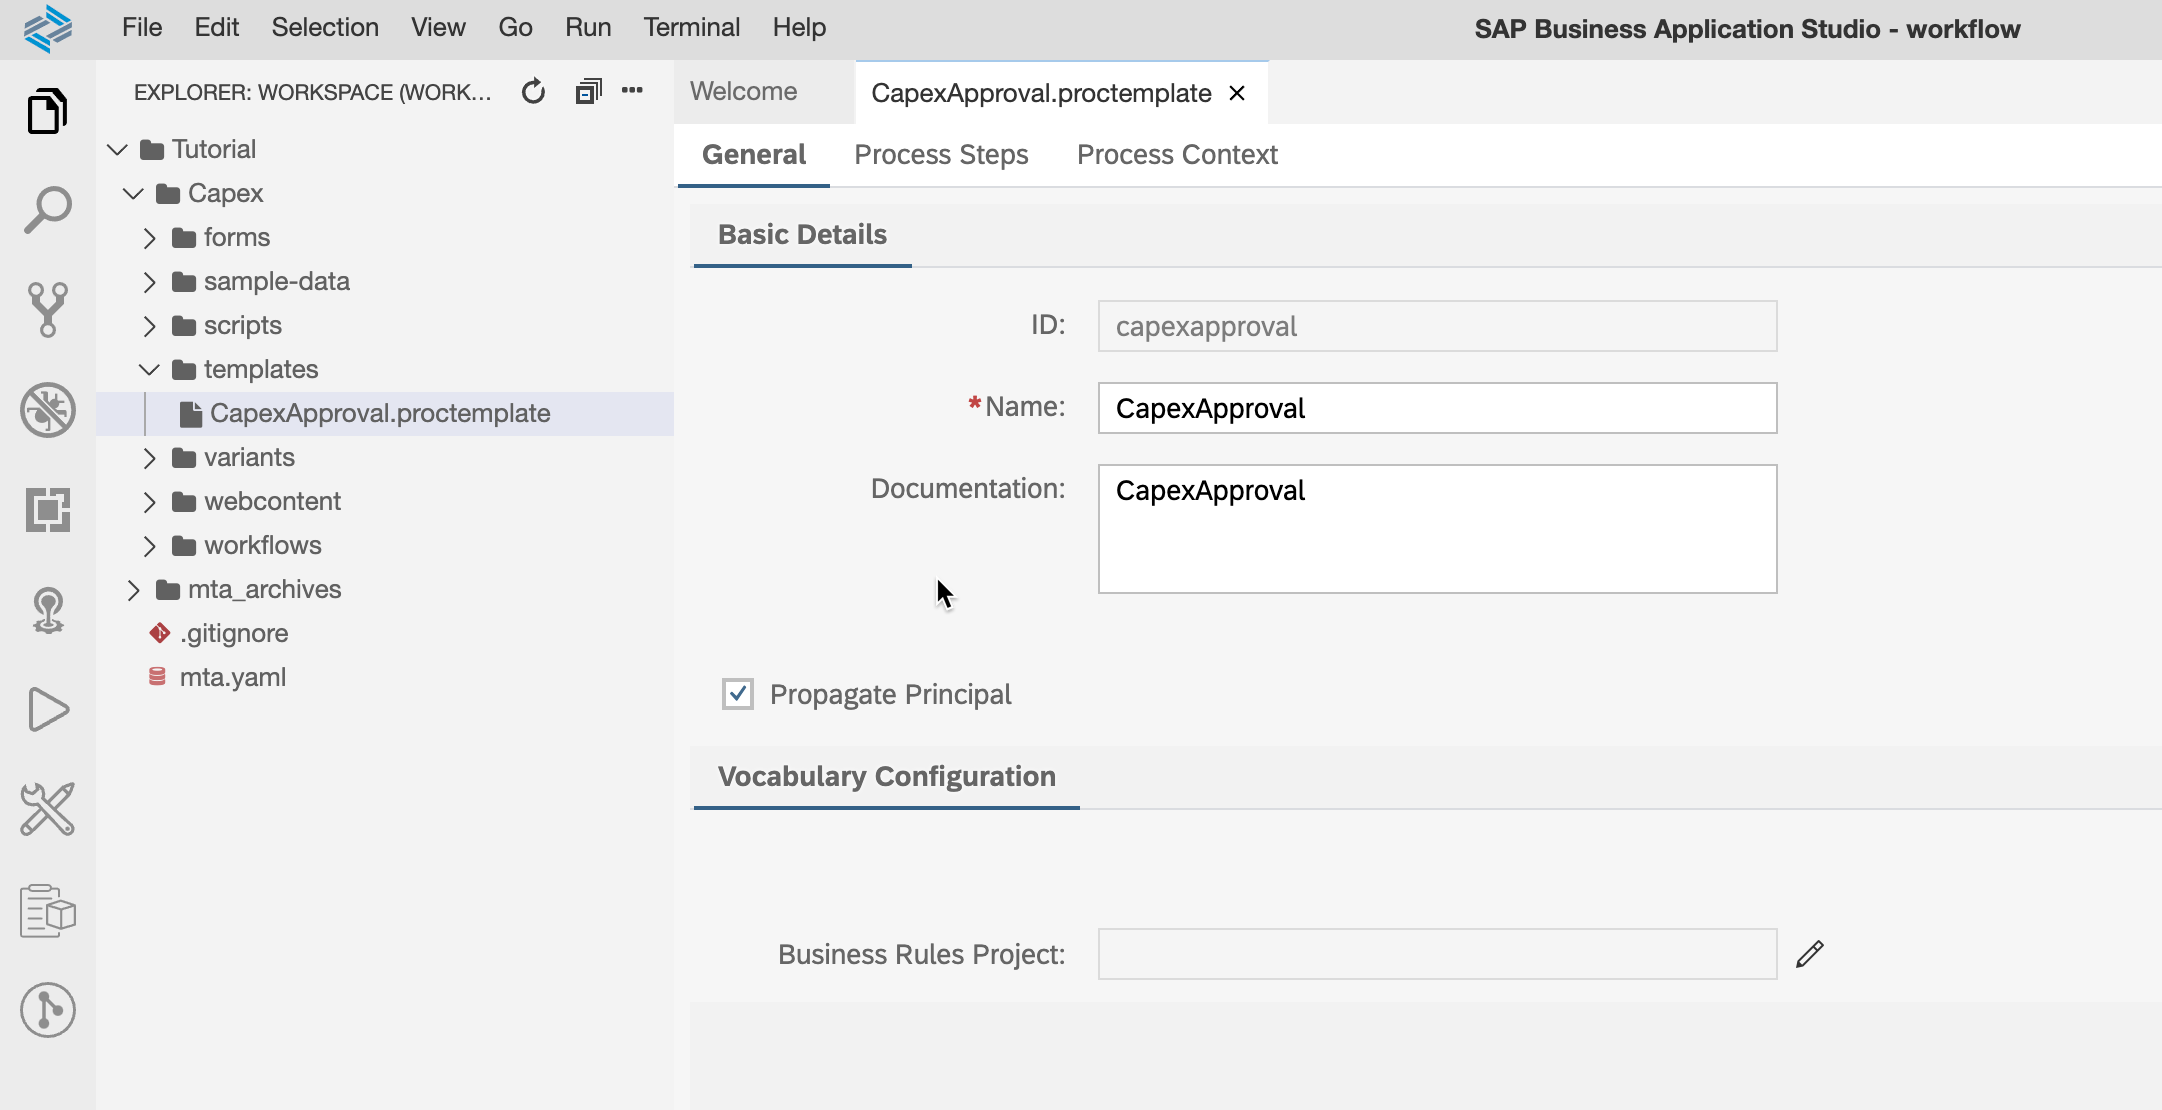 File Edit Selection View Go Run Terminal Help
SAP Business Application Studio - workflow
EXPLORER: WORKSPACE (WORK...
Tutorial
Capex
forms
sample-data
scripts
templates
CapexApproval.proctemplate
variants
webcontent
workflows
mta_archives
.gitignore
mta.yaml
Welcome
CapexApproval.proctemplate
General Process Steps Process Context
Basic Details
ID: capexapproval
*Name: CapexApproval
Documentation: CapexApproval
Propagate Principal
Vocabulary Configuration
Business Rules Project: